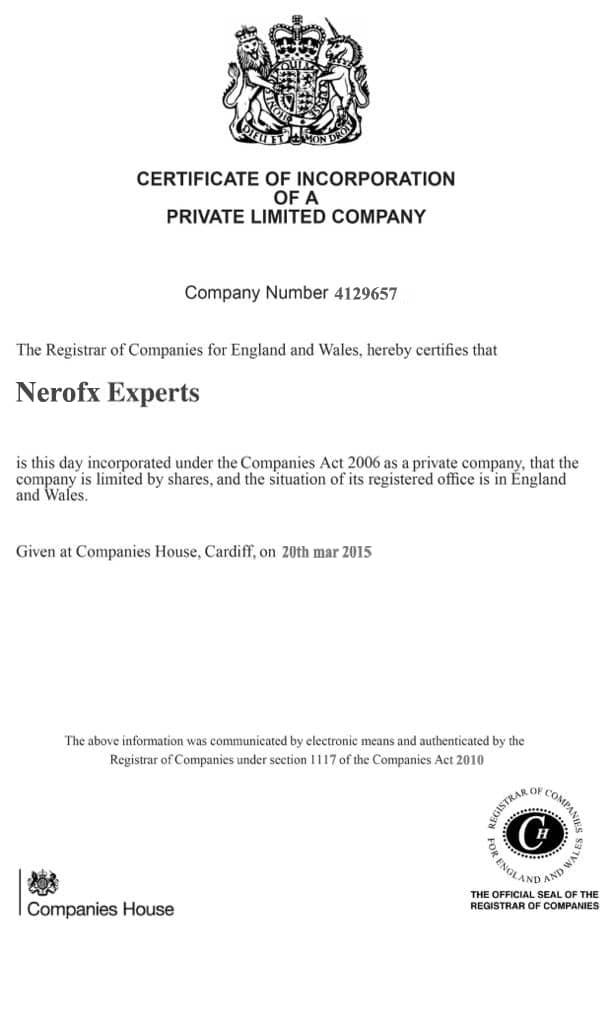 QUI
DIEU ET MON DROIT
CERTIFICATE OF INCORPORATION
OF A
PRIVATE LIMITED COMPANY
Company Number 4129657
The Registrar of Companies for England and Wales, hereby certifies that
Nerofx Experts
is this day incorporated under the Companies Act 2006 as a private company, that the
company is limited by shares, and the situation of its registered office is in England
and Wales.
Given at Companies House, Cardiff, on 20th mar 2015
The above information was communicated by electronic means and authenticated by the
Registrar of Companies under section 1117 of the Companies Act 2010
REGISTRAR OF COMPANIES
FOR ENGLAND AND WALES
CH
THE OFFICIAL SEAL OF THE
REGISTRAR OF COMPANIES
Companies House